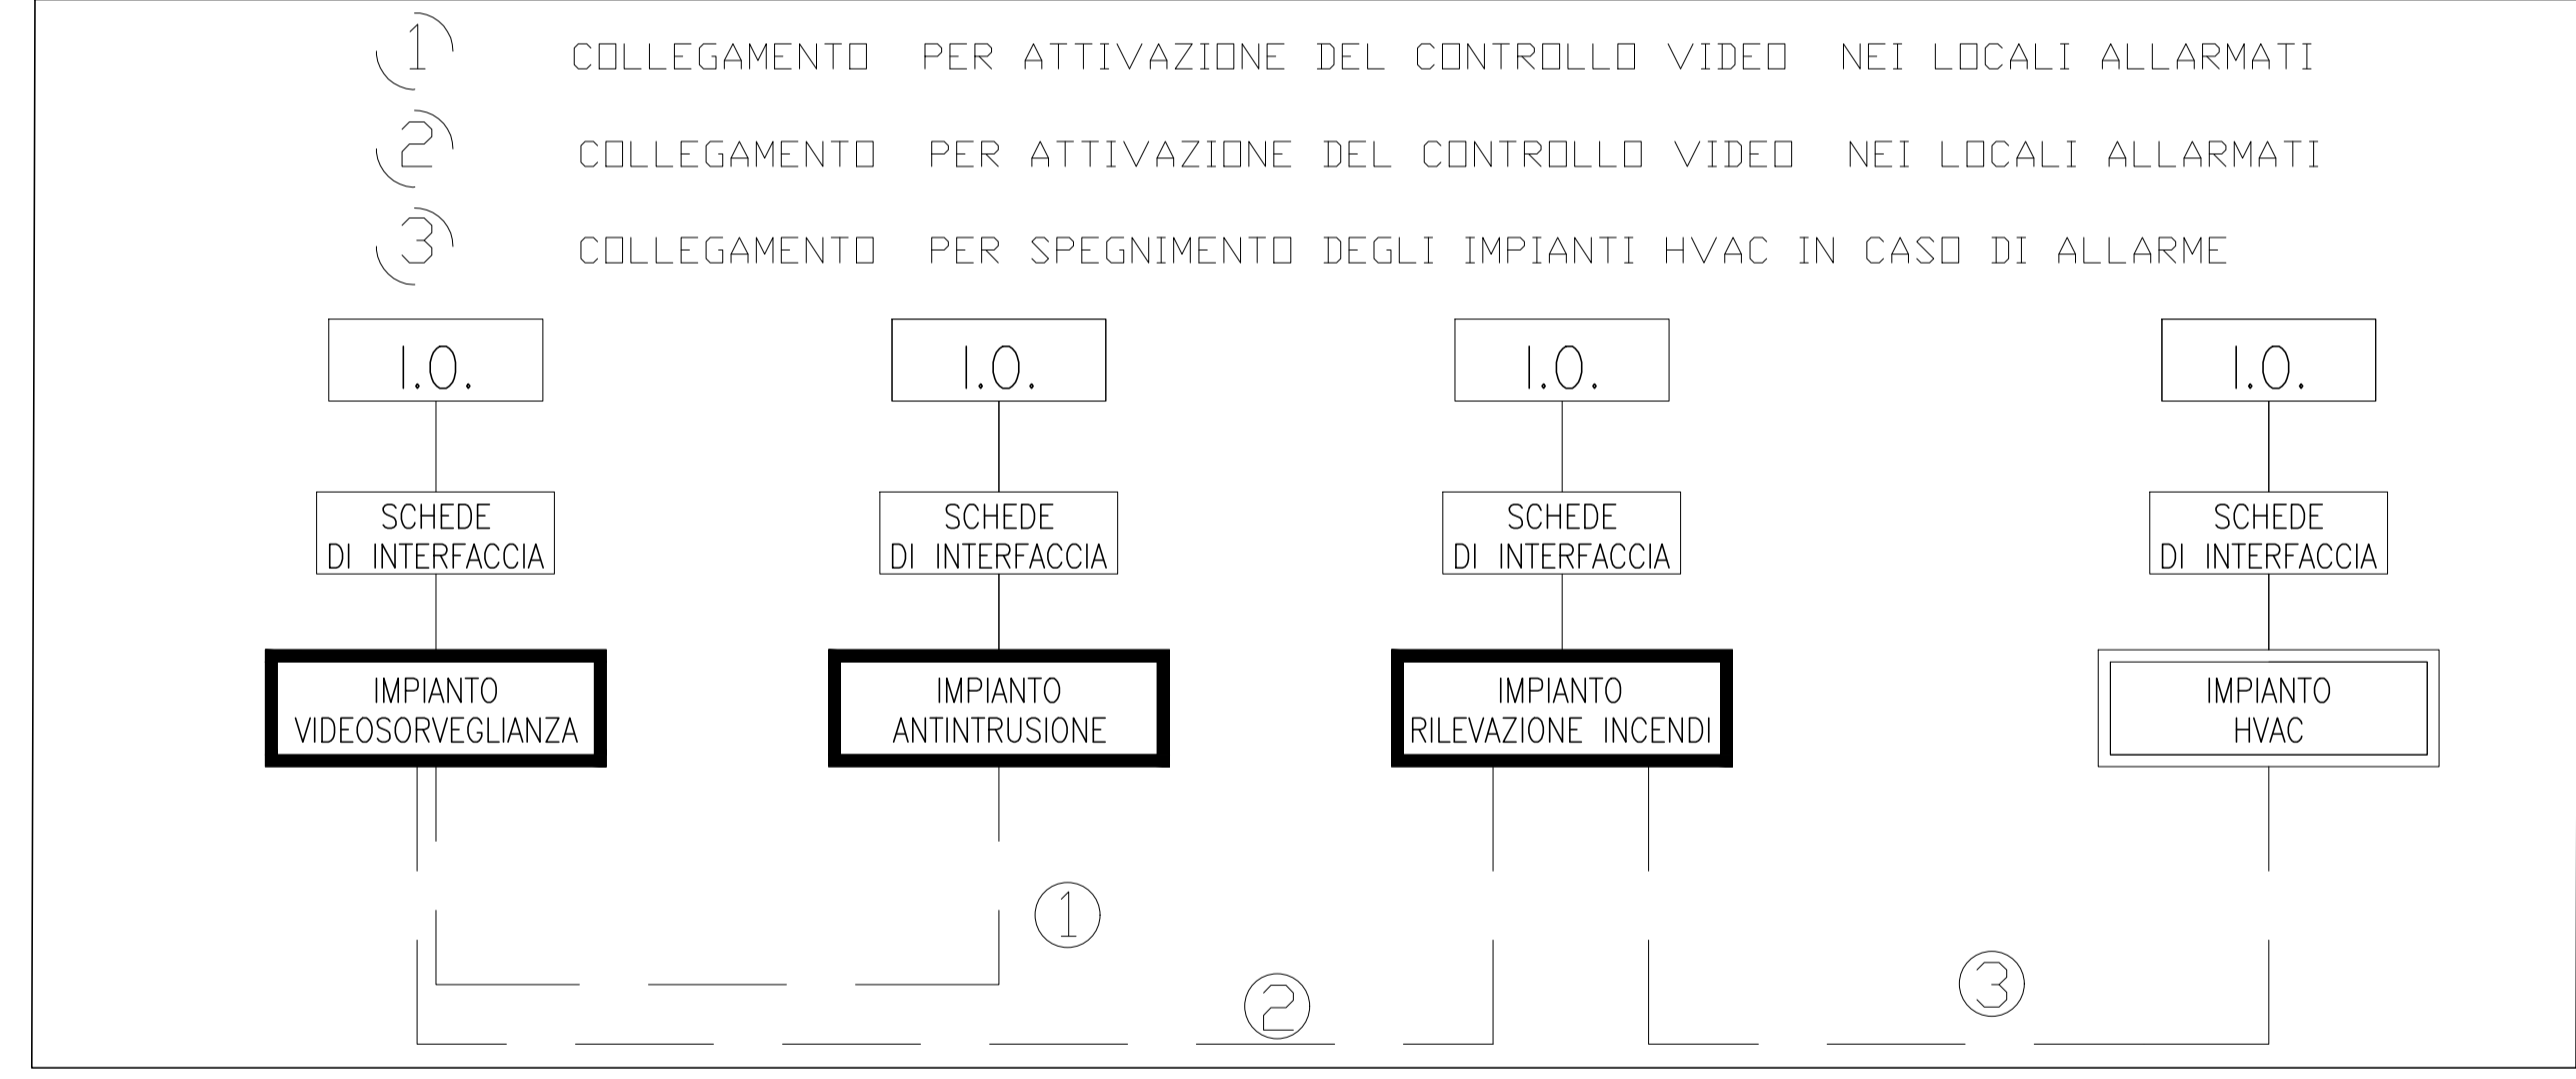 1 COLLEGAMENTO PER ATTIVAZIONE DEL CONTROLLO VIDEO NEI LOCALI ALLARMATI
2 COLLEGAMENTO PER ATTIVAZIONE DEL CONTROLLO VIDEO NEI LOCALI ALLARMATI
3 COLLEGAMENTO PER SPEGNIMENTO DEGLI IMPIANTI HVAC IN CASO DI ALLARME
I.O.
I.O.
I.O.
I.O.
SCHEDE
DI INTERFACCIA
SCHEDE
DI INTERFACCIA
SCHEDE
DI INTERFACCIA
SCHEDE
DI INTERFACCIA
IMPIANTO
VIDEOSORVEGLIANZA
IMPIANTO
ANTINTRUSIONE
IMPIANTO
RILEVAZIONE INCENDI
IMPIANTO
HVAC
1
2
3